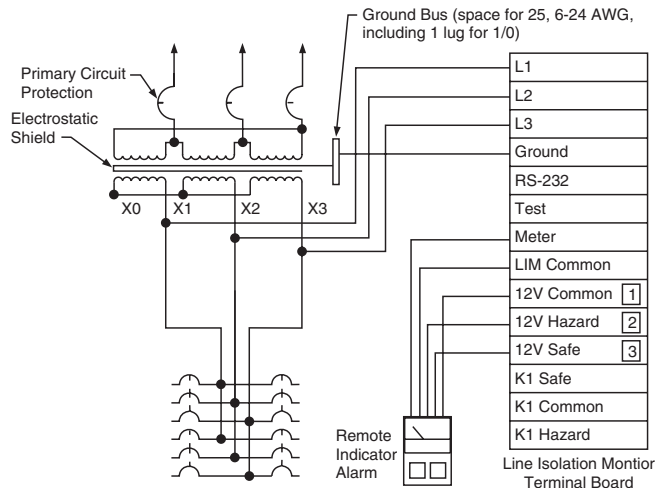 Ground Bus (space for 25, 6-24 AWG,
including 1 lug for 1/0)
Primary Circuit
Protection
Electrostatic
Shield
X0
X1
X2
X3
L1
L2
L3
Ground
RS-232
Test
Meter
LIM Common
12V Common 1
12V Hazard 2
12V Safe 3
K1 Safe
K1 Common
K1 Hazard
Remote
Indicator
Alarm
Line Isolation Montior
Terminal Board